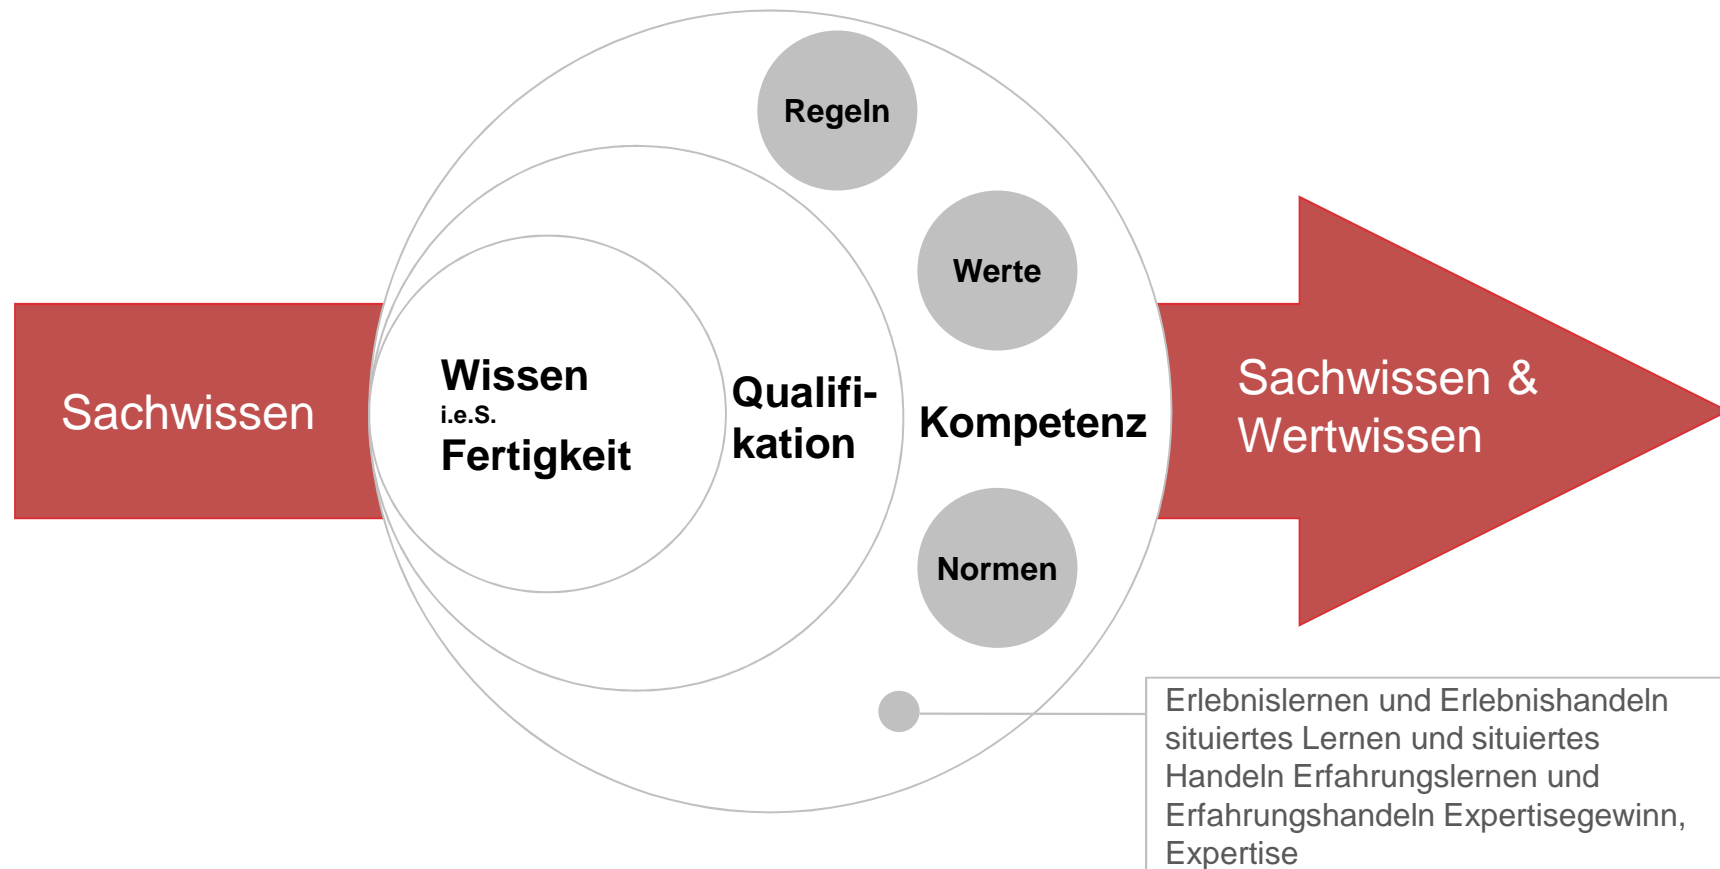 Regeln
Werte
Sachwissen
Wissen
i.e.S.
Fertigkeit
Qualifi-
kation
Kompetenz
Sachwissen &
Wertwissen
Normen
Erlebnislernen und Erlebnishandeln
situiertes Lernen und situiertes
Handeln Erfahrungslernen und
Erfahrungshandeln Expertisegewinn,
Expertise